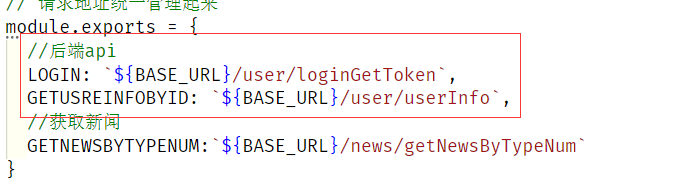 // 请求地址统一管理起来
module.exports = {
//后端api
LOGIN: `${BASE_URL}/user/loginGetToken`,
GETUSREINFOBYID: `${BASE_URL}/user/userInfo`,
//获取新闻
GETNEWSBYTYPENUM:`${BASE_URL}/news/getNewsByTypeNum`
}